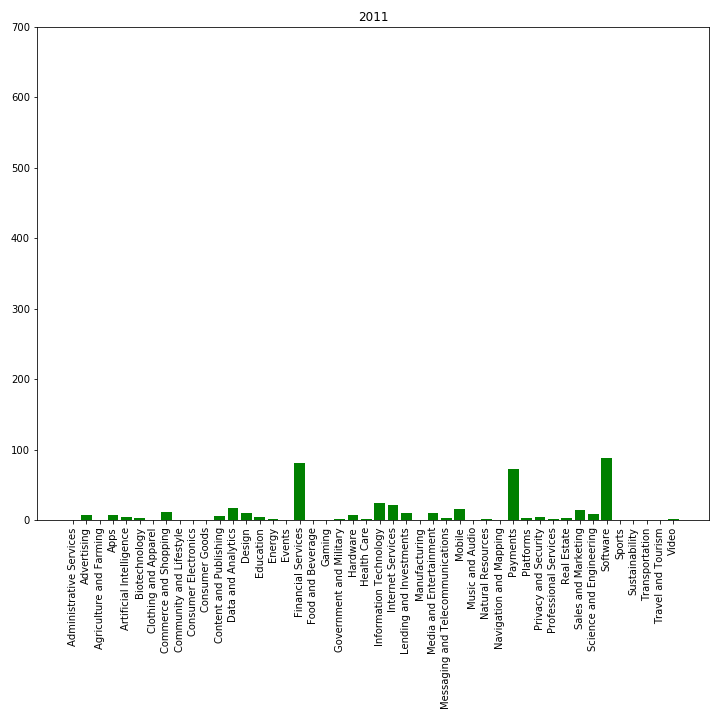 2011
700
600
500
400
300
200
100
0
Administrative Services
Advertising
Agriculture and Farming
Apps
Artificial Intelligence
Biotechnology
Clothing and Apparel
Commerce and Shopping
Community and Lifestyle
Consumer Electronics
Consumer Goods
Content and Publishing
Data and Analytics
Design
Education
Energy
Events
Financial Services
Food and Beverage
Gaming
Government and Military
Hardware
Health Care
Information Technology
Internet Services
Lending and Investments
Manufacturing
Media and Entertainment
Messaging and Telecommunications
Mobile
Music and Audio
Natural Resources
Navigation and Mapping
Payments
Platforms
Privacy and Security
Professional Services
Real Estate
Sales and Marketing
Science and Engineering
Software
Sports
Sustainability
Transportation
Travel and Tourism
Video